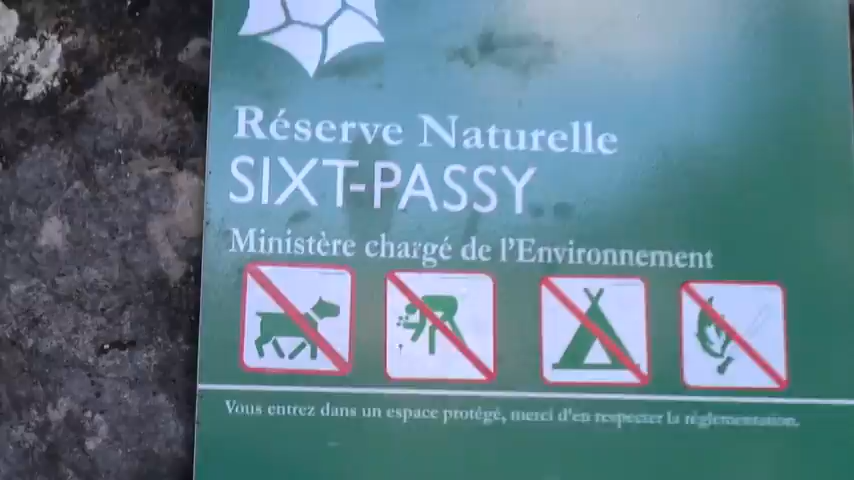 Réserve Naturelle
SIXT-PASSY
Ministère chargé de l'Environnement
Vous entrez dans un espace protégé, merci d'en respecter la réglementation.